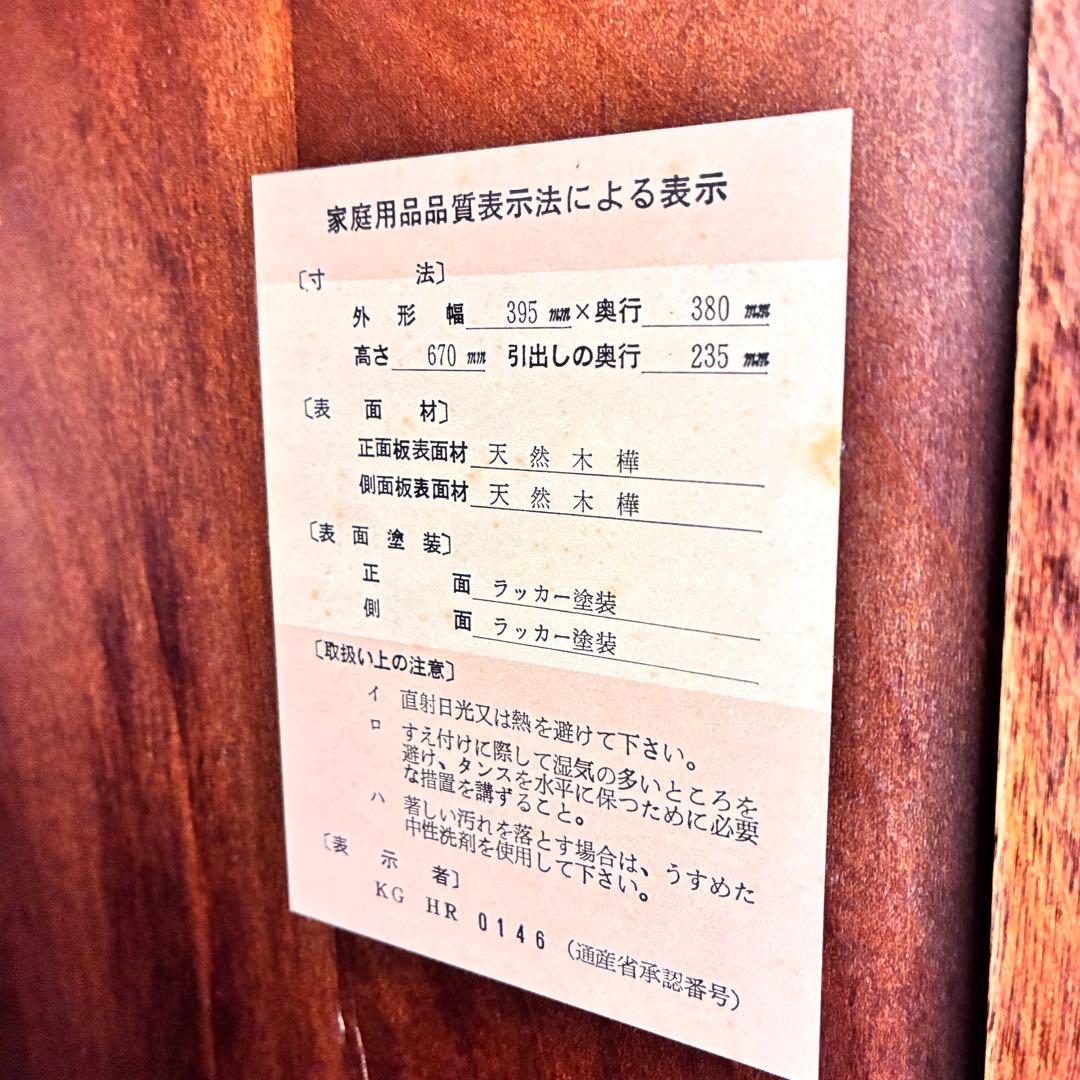 家庭用品品質表示法による表示
〔寸法〕
外形幅 395 mm×奥行 380 mm
高さ 670 mm 引出しの奥行 235 mm
〔表面材〕
正面板表面材 天然木樺
側面板表面材 天然木樺
〔表面塗装〕
正面 ラッカー塗装
側面 ラッカー塗装
〔取扱い上の注意〕
イ 直射日光又は熱を避けて下さい。
ロ すえ付けに際して湿気の多いところを
避け、タンスを水平に保つために必要
な措置を講ずること。
ハ 著しい汚れを落とす場合は、うすめた
中性洗剤を使用して下さい。
〔表示者〕
KG HR 0146 (通産省承認番号)